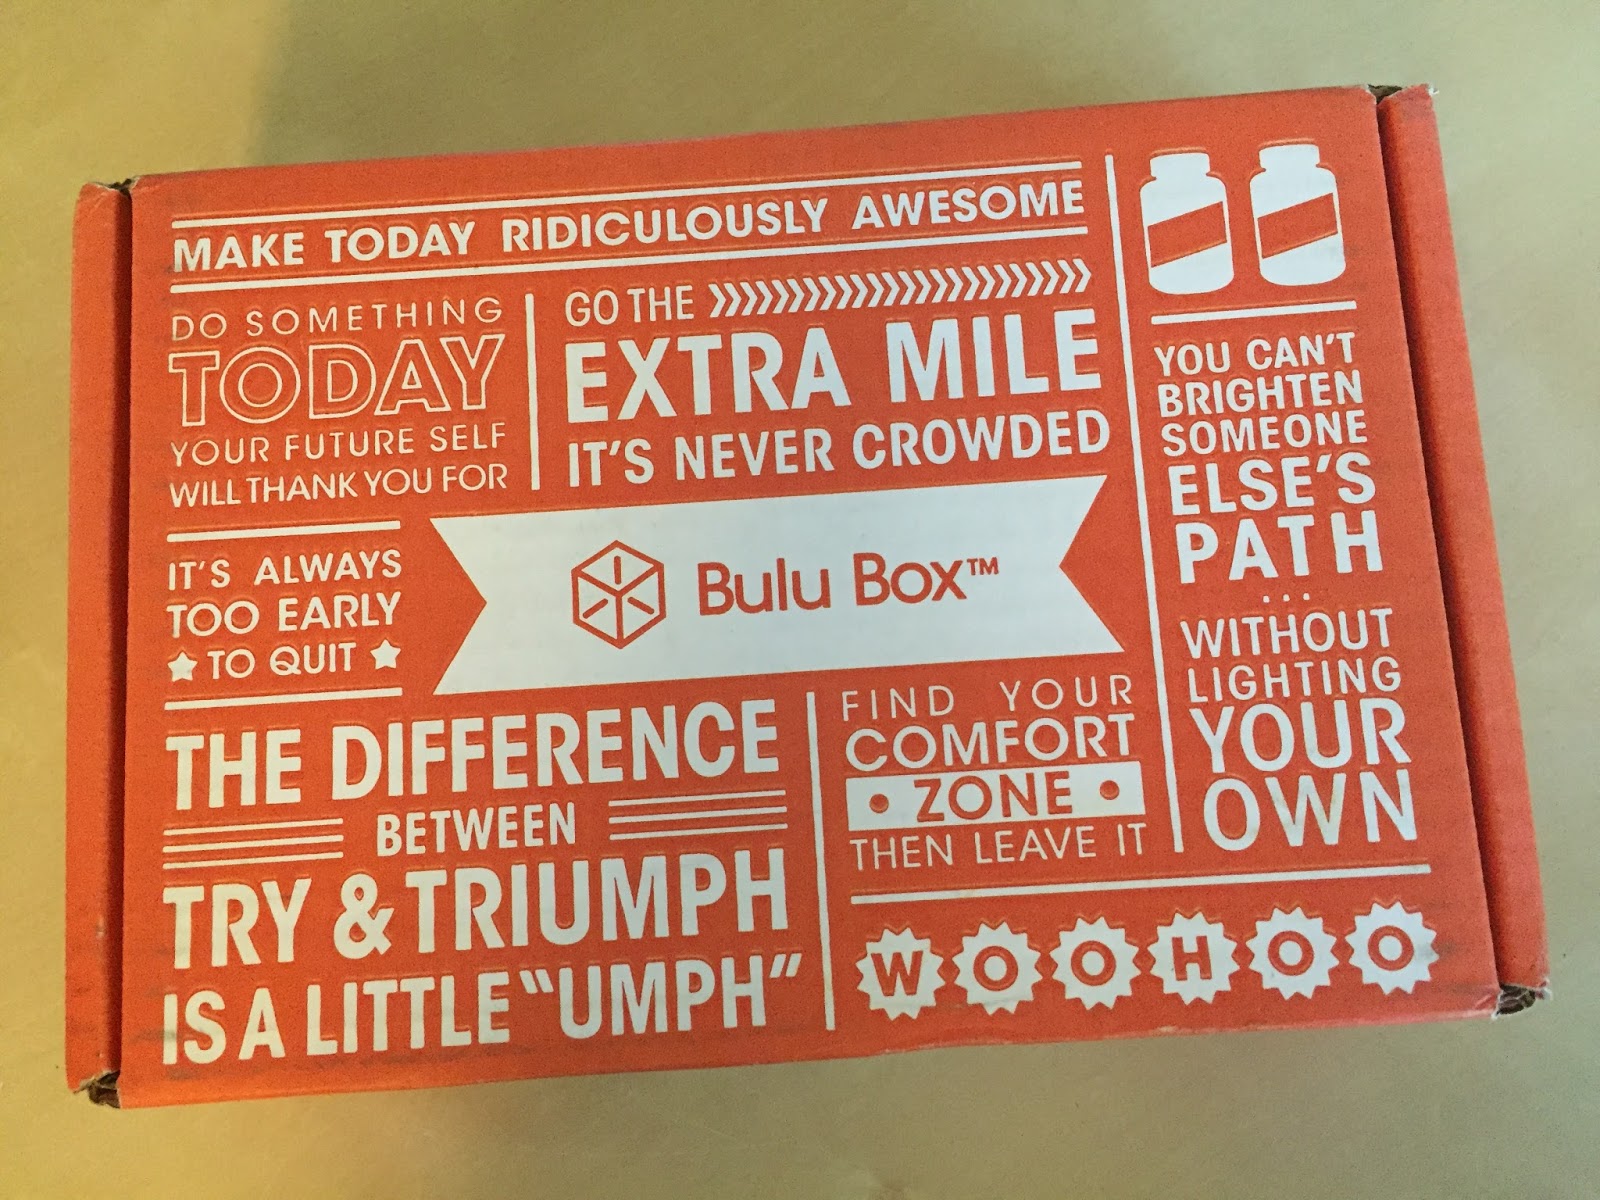 MAKE TODAY RIDICULOUSLY AWESOME
DO SOMETHING
TODAY
YOUR FUTURE SELF
WILL THANK YOU FOR
GO THE
EXTRA MILE
IT'S NEVER CROWDED
YOU CAN'T
BRIGHTEN
SOMEONE
ELSE'S
PATH
...
WITHOUT
LIGHTING
YOUR
OWN
IT'S ALWAYS
TOO EARLY
TO QUIT
Bulu Box™
THE DIFFERENCE
BETWEEN
TRY & TRIUMPH
IS A LITTLE "UMPH"
FIND YOUR
COMFORT
ZONE
THEN LEAVE IT
WOOHOO